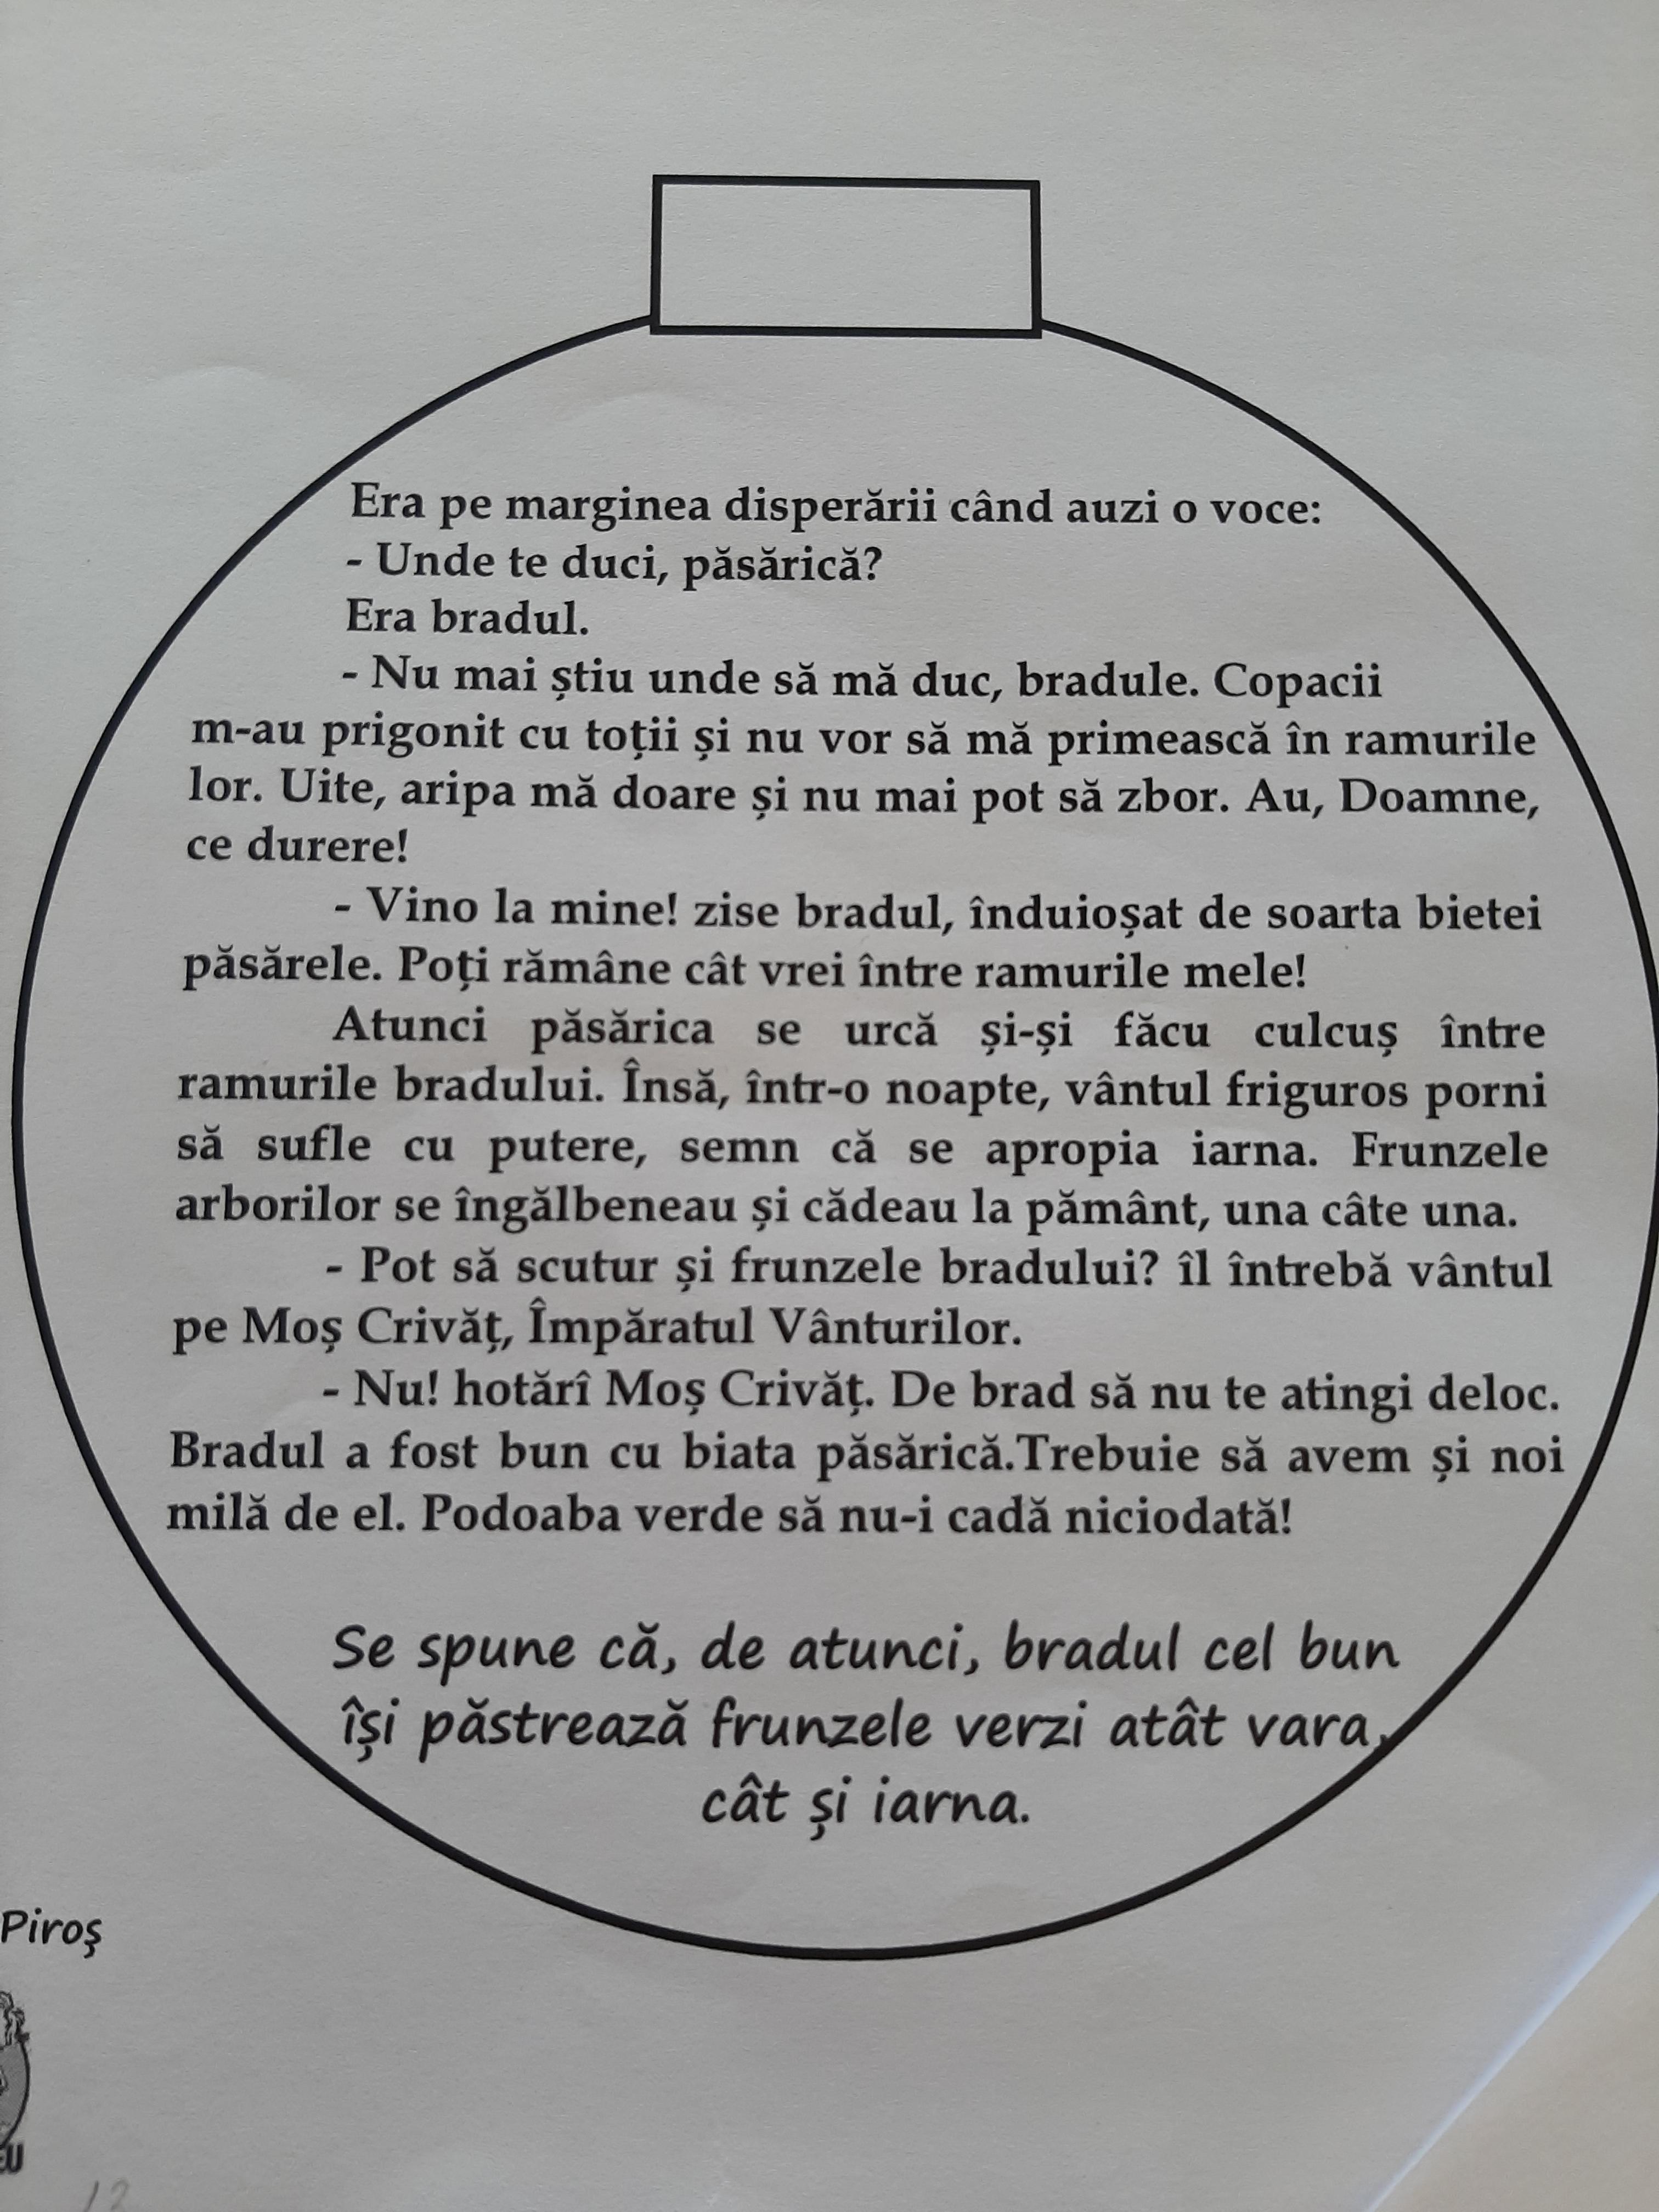 Era pe marginea disperării când auzi o voce:
- Unde te duci, păsărică?
Era bradul.
- Nu mai știu unde să mă duc, bradule. Copacii
m-au prigonit cu toții și nu vor să mă primească în ramurile
lor. Uite, aripa mă doare și nu mai pot să zbor. Au, Doamne,
ce durere!
- Vino la mine! zise bradul, înduioșat de soarta bietei
păsărele. Poți rămâne cât vrei între ramurile mele!
Atunci păsărica se urcă și-și făcu culcuș între
ramurile bradului. Însă, într-o noapte, vântul friguros porni
să sufle cu putere, semn că se apropia iarna. Frunzele
arborilor se îngălbeneau și cădeau la pământ, una câte una.
- Pot să scutur și frunzele bradului? îl întrebă vântul
pe Moș Crivăț, Împăratul Vânturilor.
- Nu! hotărî Moș Crivăț. De brad să nu te atingi deloc.
Bradul a fost bun cu biata păsărică.Trebuie să avem și noi
milă de el. Podoaba verde să nu-i cadă niciodată!
Se spune că, de atunci, bradul cel bun
își păstrează frunzele verzi atât vara,
cât și iarna.
Piroș
EU
12